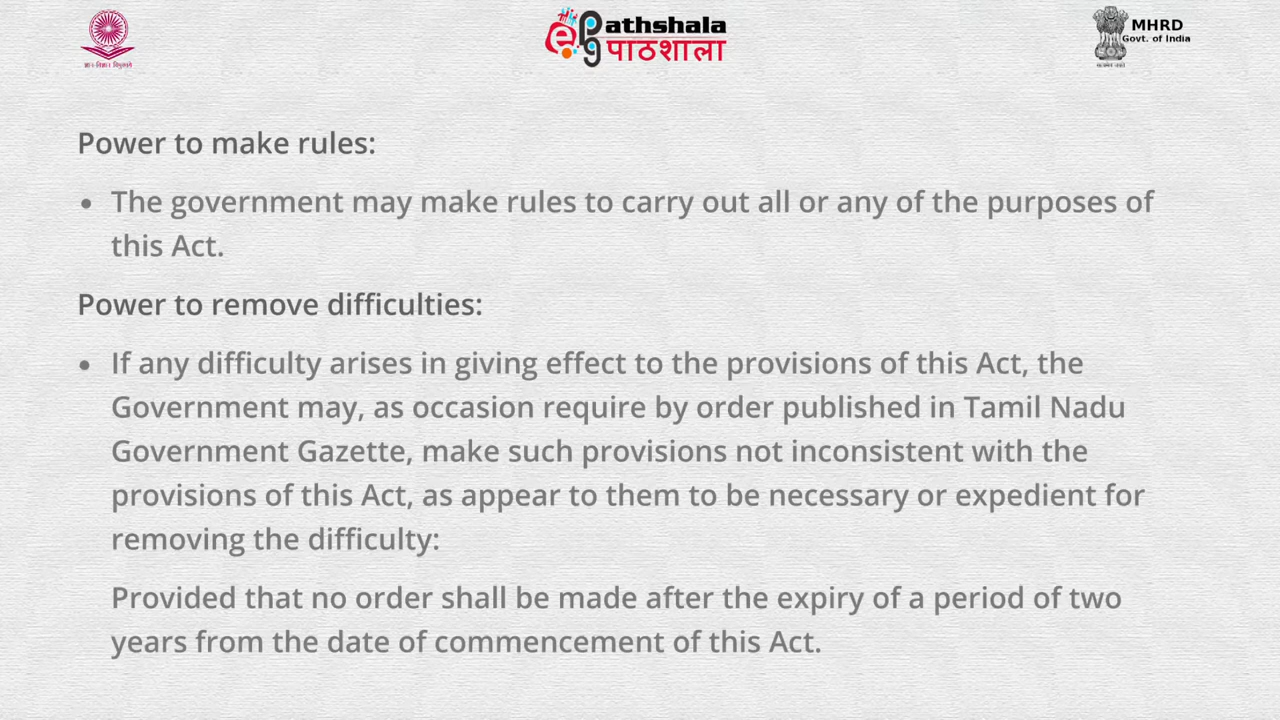 ePathshala
पाठशाला
MHRD
Govt. of India
ज्ञान-विज्ञान विमुक्तये
सत्यमेव जयते
Power to make rules:
• The government may make rules to carry out all or any of the purposes of
this Act.
Power to remove difficulties:
• If any difficulty arises in giving effect to the provisions of this Act, the
Government may, as occasion require by order published in Tamil Nadu
Government Gazette, make such provisions not inconsistent with the
provisions of this Act, as appear to them to be necessary or expedient for
removing the difficulty:
Provided that no order shall be made after the expiry of a period of two
years from the date of commencement of this Act.